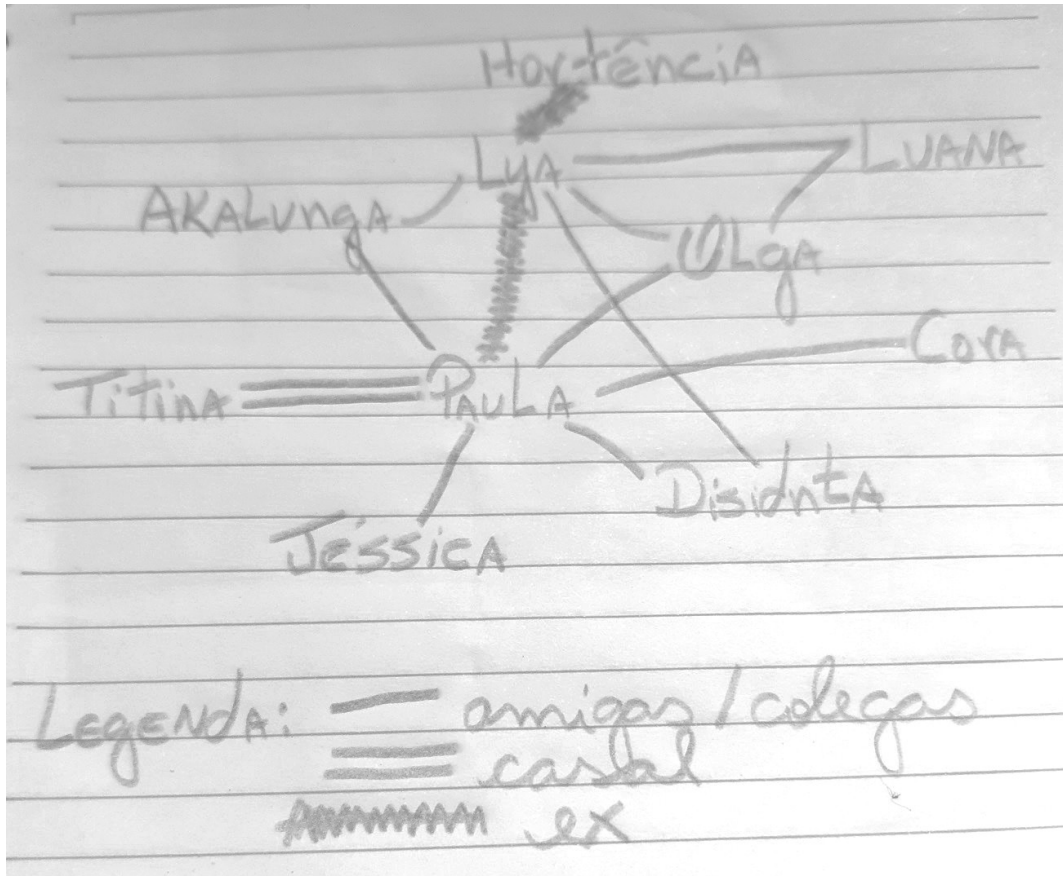 Hortência
Lya
Luana
Akalunga
Olga
Cora
Titina
Paula
Disidnta
Jéssica
Legenda: amigas/colegas
casal
ex